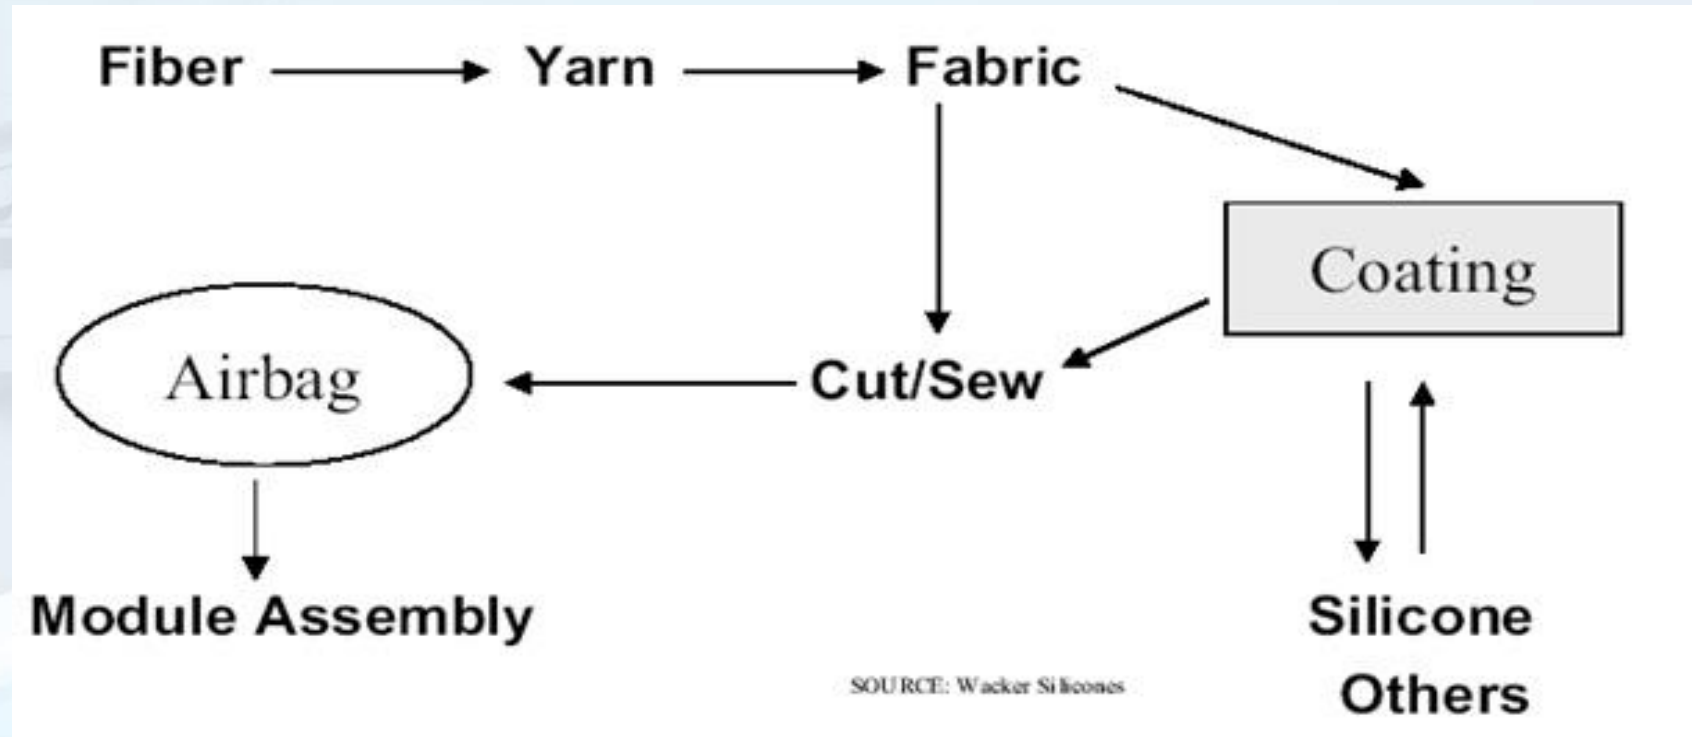 Fiber
Yarn
Fabric
Coating
Airbag
Cut/Sew
Module Assembly
Silicone
Others
SOURCE: Wacker Silicones